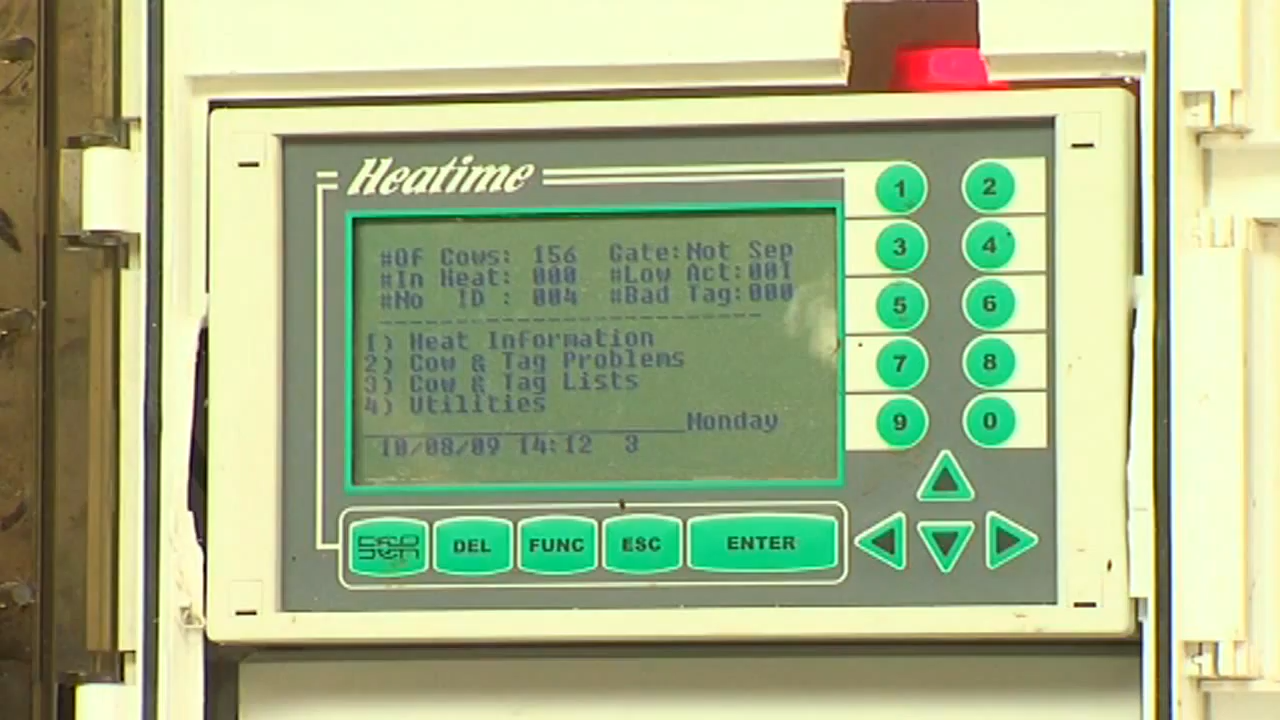 Heatime
#Of Cows: 156 Gate:Not Sep
#In Heat: 000 #Low Act:001
#No ID : 004 #Bad Tag:000
1) Heat Information
2) Cow & Tag Problems
3) Cow & Tag Lists
4) Utilities
Monday
10/08/09 14:12 3
1 2
3 4
5 6
7 8
9 0
SCR DEL FUNC ESC ENTER